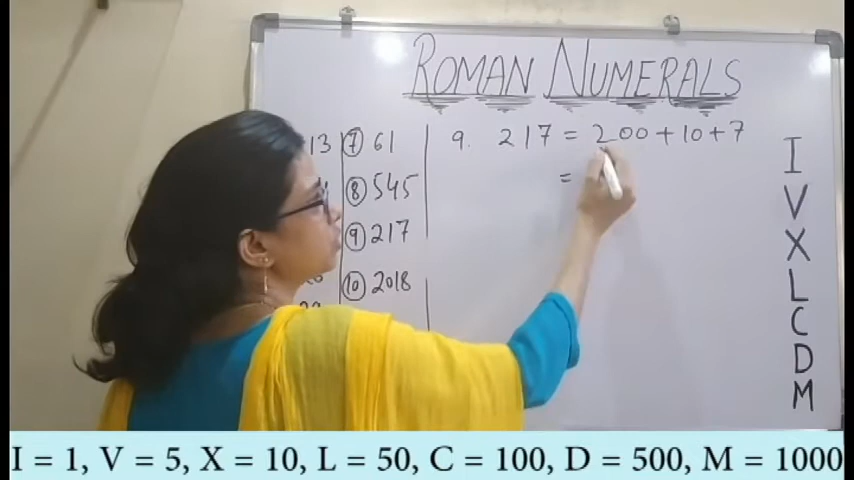 ROMAN NUMERALS
13
⑦ 61
9. 217 = 200 + 10 + 7
=
⑧ 545
⑨ 217
⑩ 2018
I
V
X
L
C
D
M
I = 1, V = 5, X = 10, L = 50, C = 100, D = 500, M = 1000